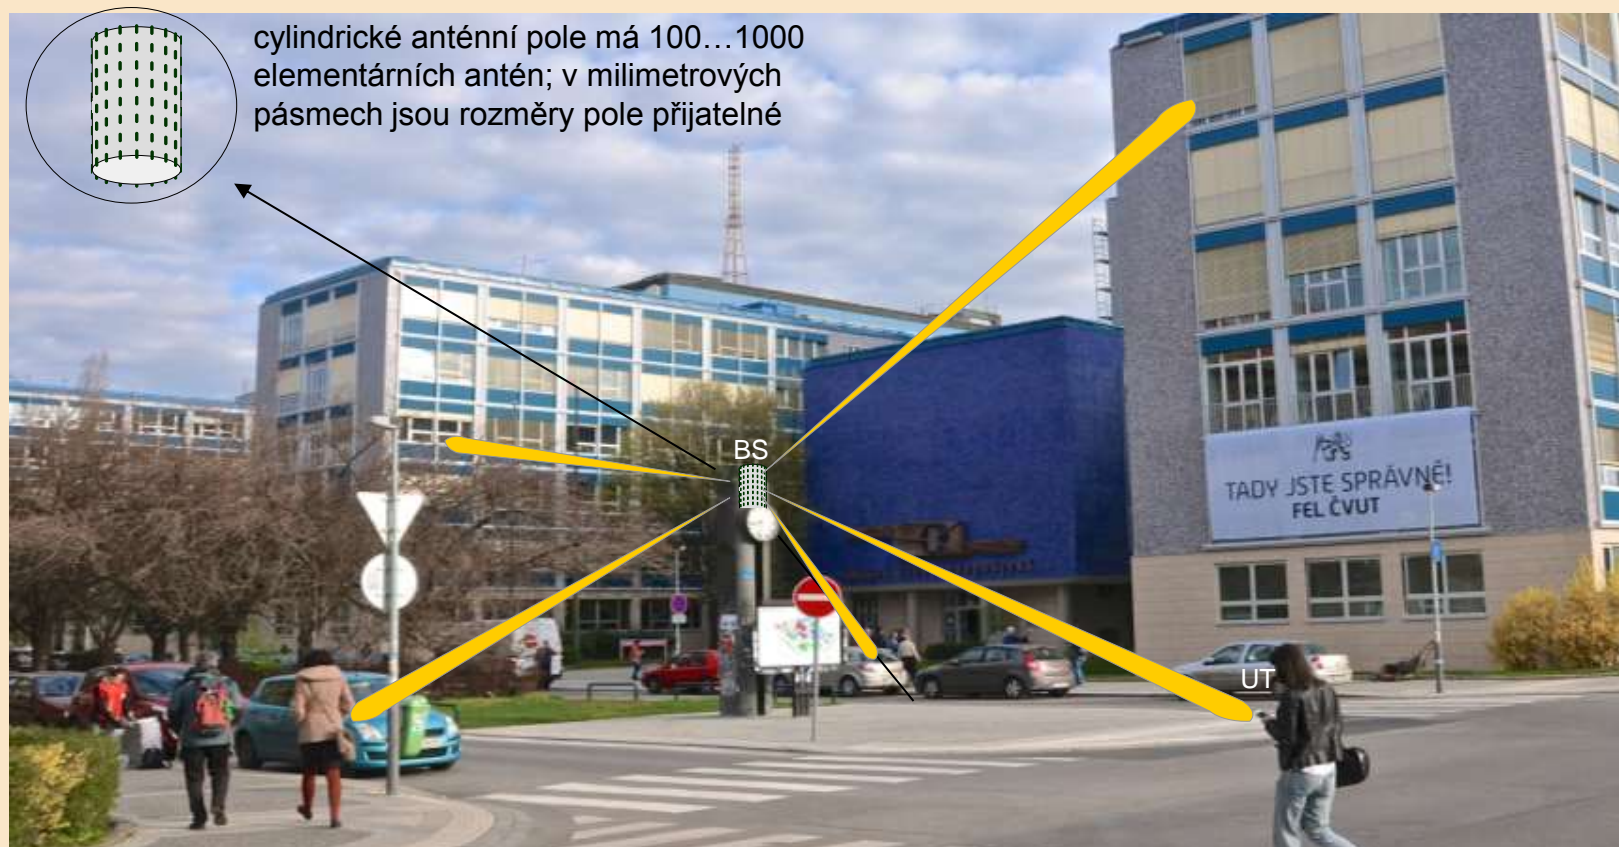 cylindrické anténní pole má 100…1000
elementárních antén; v milimetrových
pásmech jsou rozměry pole přijatelné
BS
TADY JSTE SPRÁVNĚ!
FEL ČVUT
UT